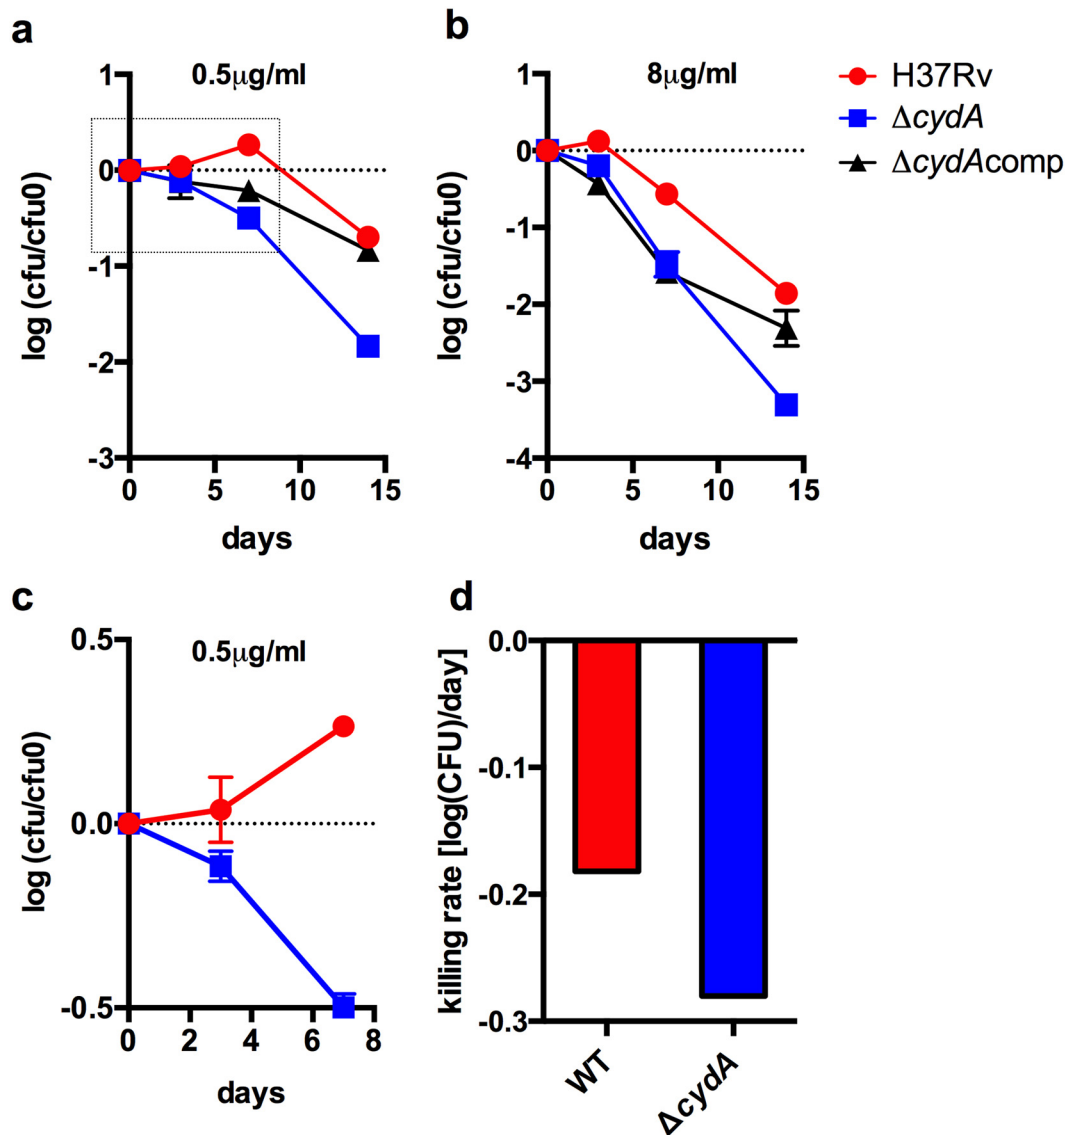 a
0.5μg/ml
1
0
-1
-2
-3
0
5
10
15
log (cfu/cfu0)
days
b
8μg/ml
1
0
-1
-2
-3
-4
0
5
10
15
log (cfu/cfu0)
days
H37Rv
ΔcydA
ΔcydAcomp
c
0.5μg/ml
0.5
0.0
-0.5
0
2
4
6
8
log (cfu/cfu0)
days
d
0.0
-0.1
-0.2
-0.3
killing rate [log(CFU)/day]
WT
ΔcydA